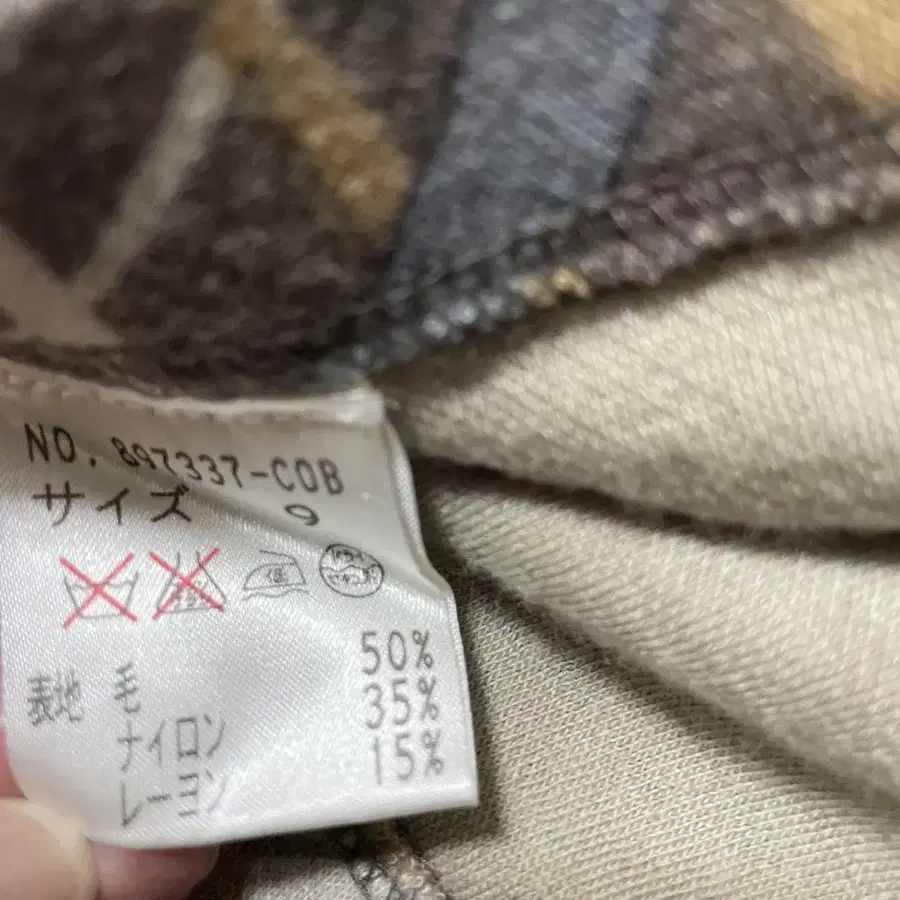 NO. 897337-COB
サイズ 9
低
表地 毛 50%
ナイロン 35%
レーヨン 15%